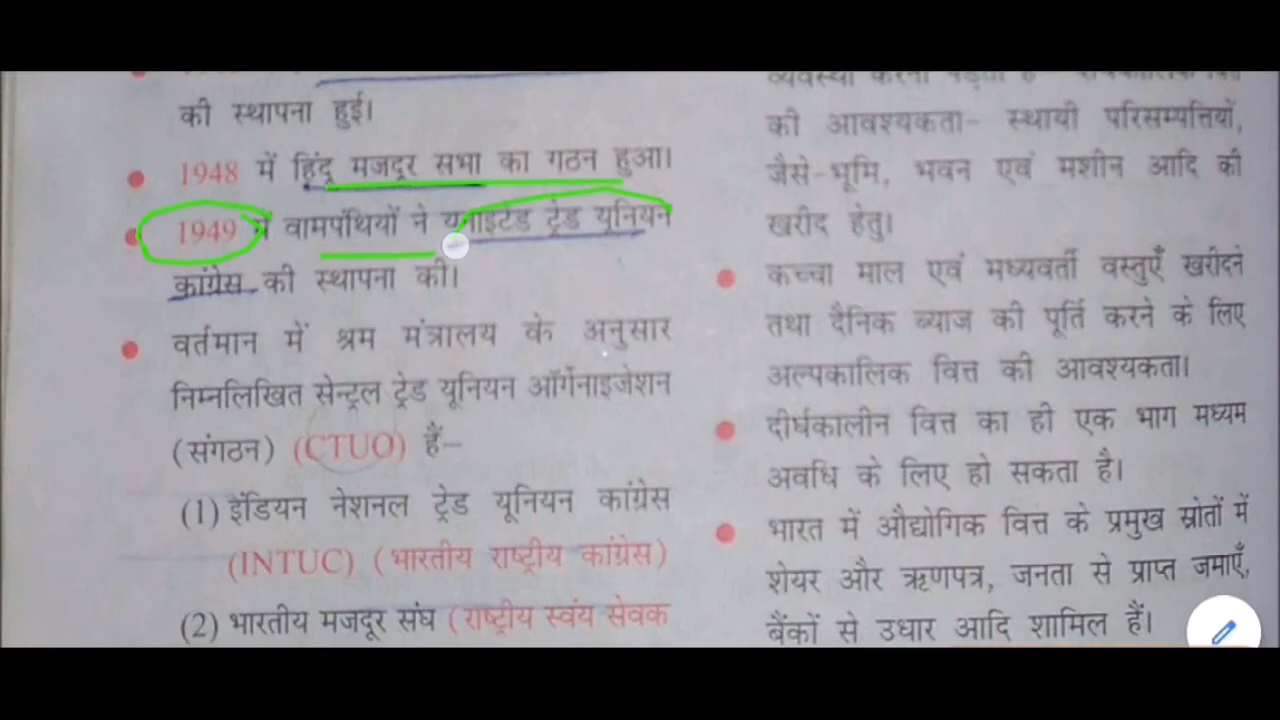 की स्थापना हुई।
1948 में हिंदू मजदूर सभा का गठन हुआ।
1949 में वामपंथियों ने यूनाइटेड ट्रेड यूनियन
कांग्रेस की स्थापना की।
वर्तमान में श्रम मंत्रालय के अनुसार
निम्नलिखित सेन्ट्रल ट्रेड यूनियन ऑर्गेनाइजेशन
(संगठन) (CTUO) हैं–
(1) इंडियन नेशनल ट्रेड यूनियन कांग्रेस
(INTUC) (भारतीय राष्ट्रीय कांग्रेस)
(2) भारतीय मजदूर संघ (राष्ट्रीय स्वंय सेवक
व्यवस्था करना पड़ता है
की आवश्यकता– स्थायी परिसम्पत्तियों,
जैसे–भूमि, भवन एवं मशीन आदि की
खरीद हेतु।
कच्चा माल एवं मध्यवर्ती वस्तुएँ खरीदने
तथा दैनिक ब्याज की पूर्ति करने के लिए
अल्पकालिक वित्त की आवश्यकता।
दीर्घकालीन वित्त का ही एक भाग मध्यम
अवधि के लिए हो सकता है।
भारत में औद्योगिक वित्त के प्रमुख स्रोतों में
शेयर और ऋणपत्र, जनता से प्राप्त जमाएँ,
बैंकों से उधार आदि शामिल हैं।